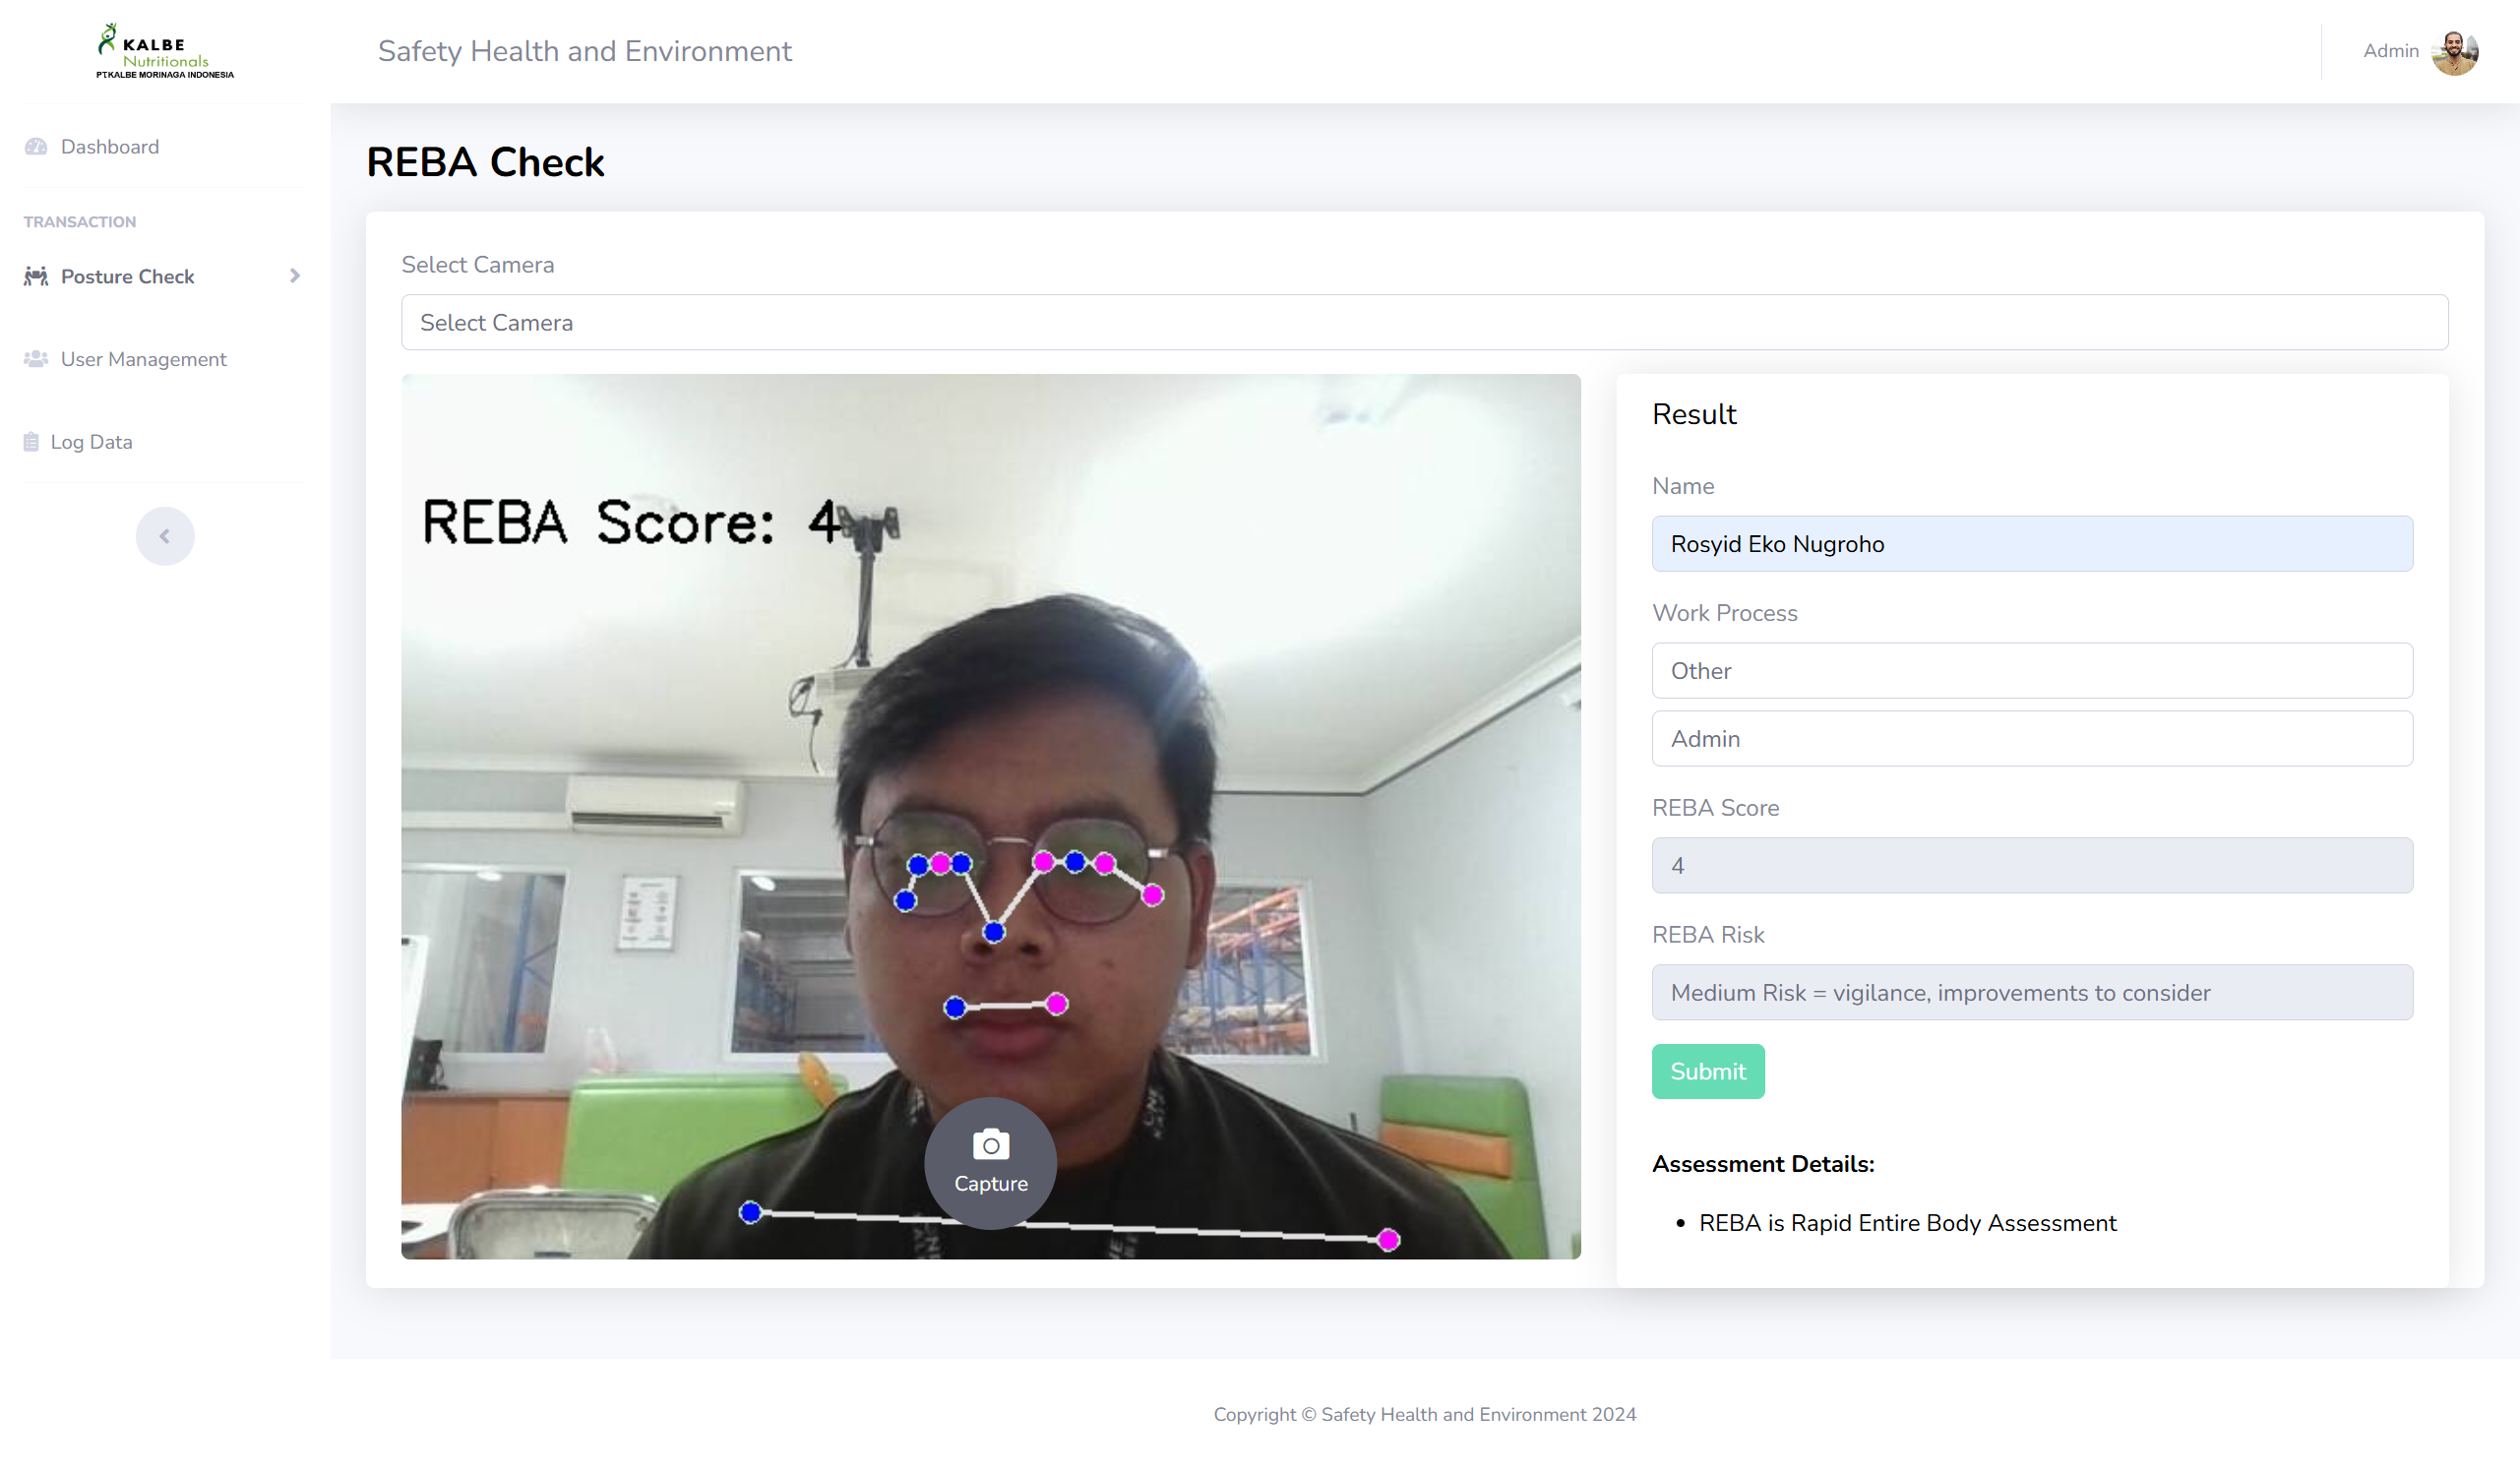 KALBE
Nutritionals
PT.KALBE MORINAGA INDONESIA
Safety Health and Environment
Admin
Dashboard
TRANSACTION
Posture Check
User Management
Log Data
REBA Check
Select Camera
Select Camera
REBA Score: 4
Capture
Result
Name
Rosyid Eko Nugroho
Work Process
Other
Admin
REBA Score
4
REBA Risk
Medium Risk = vigilance, improvements to consider
Submit
Assessment Details:
• REBA is Rapid Entire Body Assessment
Copyright © Safety Health and Environment 2024